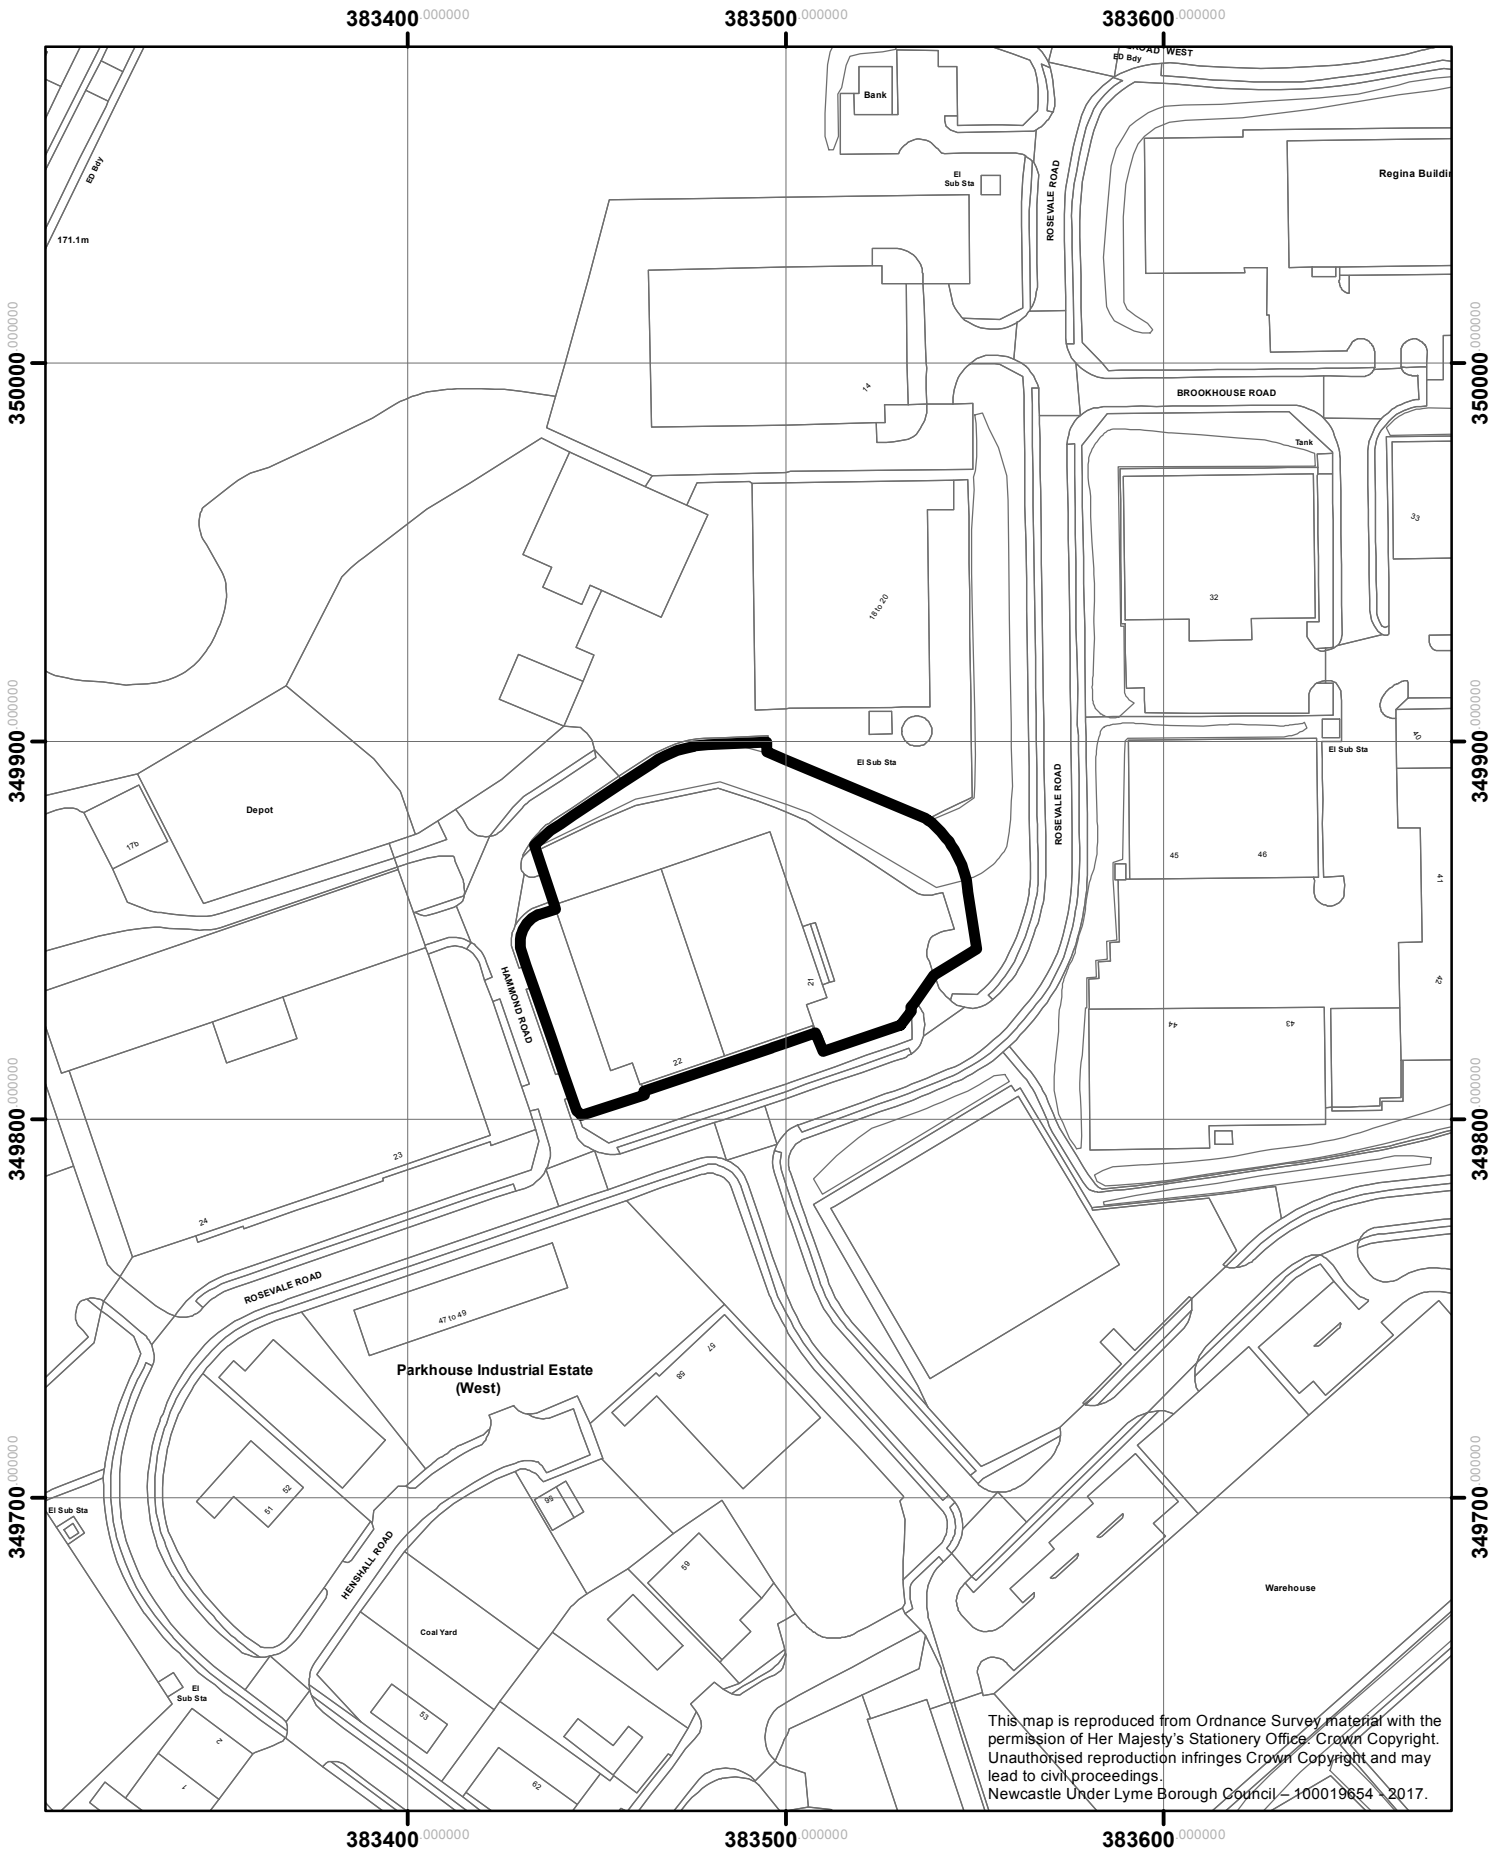 383400.000000 383500.000000 383600.000000
ROAD WEST
ED Bdy
Bank
ED Bdy
El
Sub Sta
ROSEVALE ROAD
Regina Buildin
171.1m
350000.000000
350000.000000
14
BROOKHOUSE ROAD
Tank
33
32
18 to 20
349900.000000
349900.000000
El Sub Sta
El Sub Sta
40
Depot
17b
ROSEVALE ROAD
45
46
41
HAMMOND ROAD
21
42
44
43
22
349800.000000
349800.000000
23
24
ROSEVALE ROAD
47 to 49
Parkhouse Industrial Estate
(West)
57
58
52
51
56
El Sub Sta
349700.000000
349700.000000
HENSHALL ROAD
59
Warehouse
Coal Yard
El
Sub Sta
53
2
1
62
This map is reproduced from Ordnance Survey material with the
permission of Her Majesty's Stationery Office. Crown Copyright.
Unauthorised reproduction infringes Crown Copyright and may
lead to civil proceedings.
Newcastle Under Lyme Borough Council – 100019654 - 2017.
383400.000000 383500.000000 383600.000000